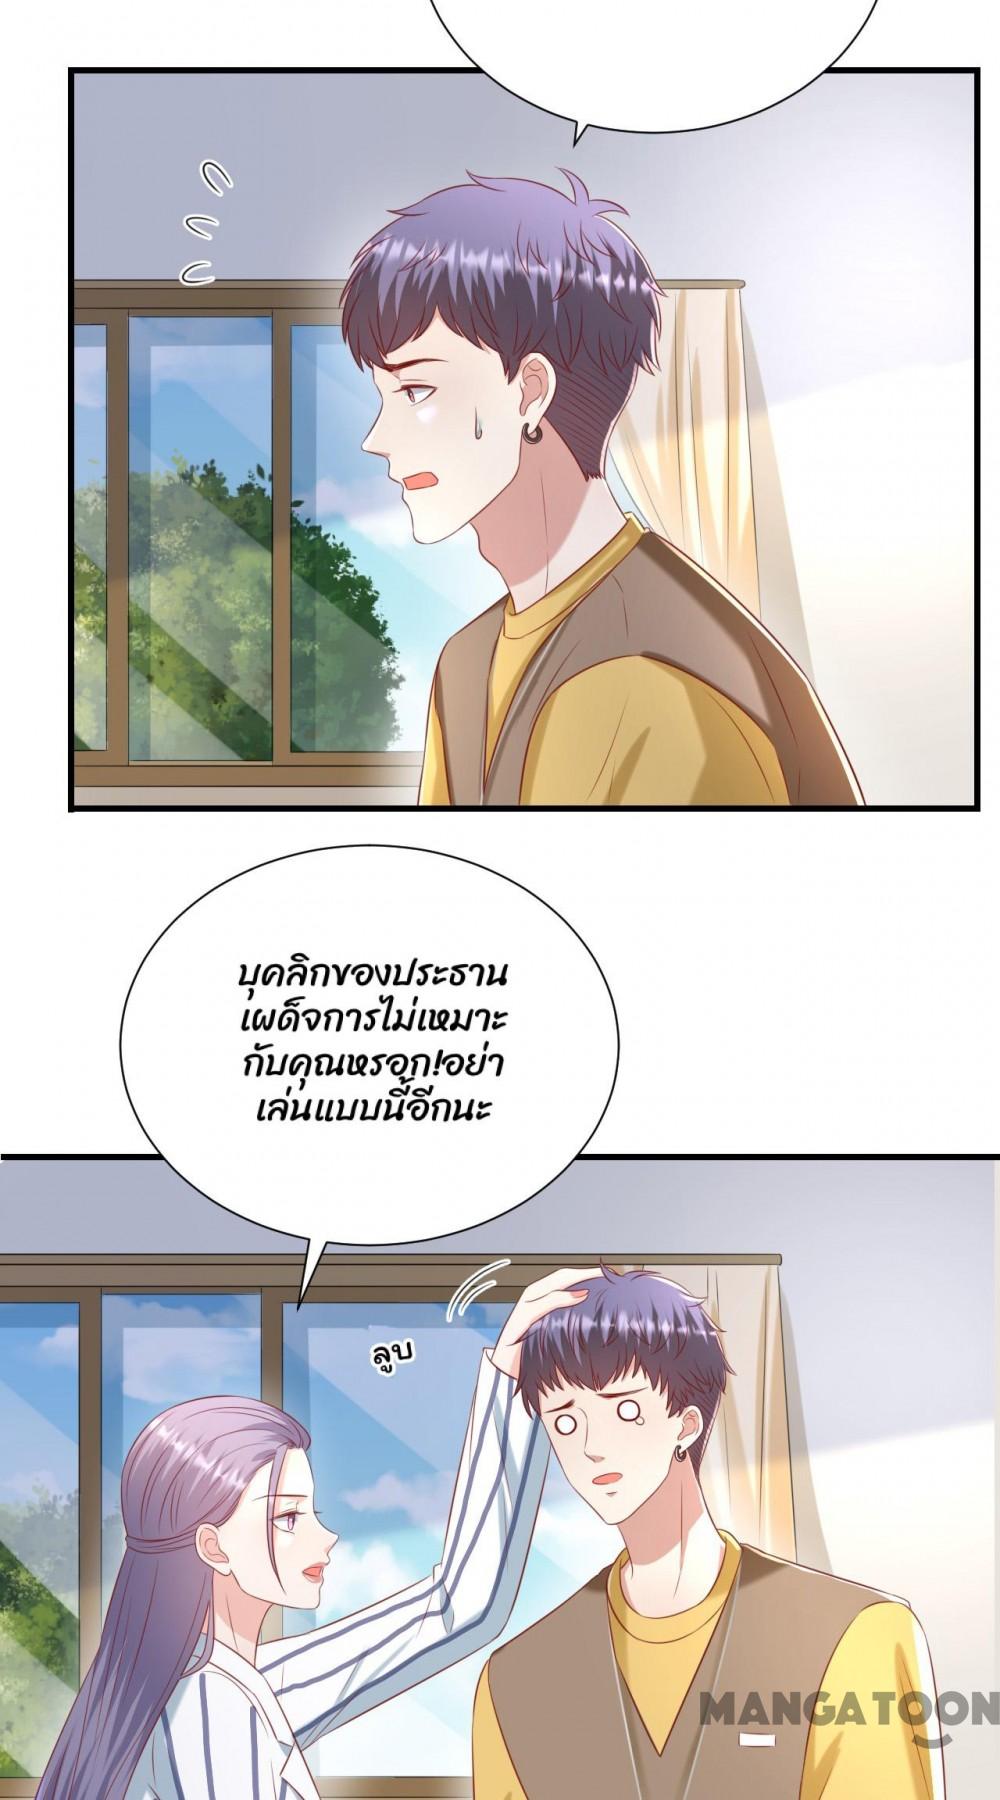 บุคลิกของประธาน
เผด็จการไม่เหมาะ
กับคุณหรอก!อย่า
เล่นแบบนี้อีกนะ
ลูบ
MANGATOON